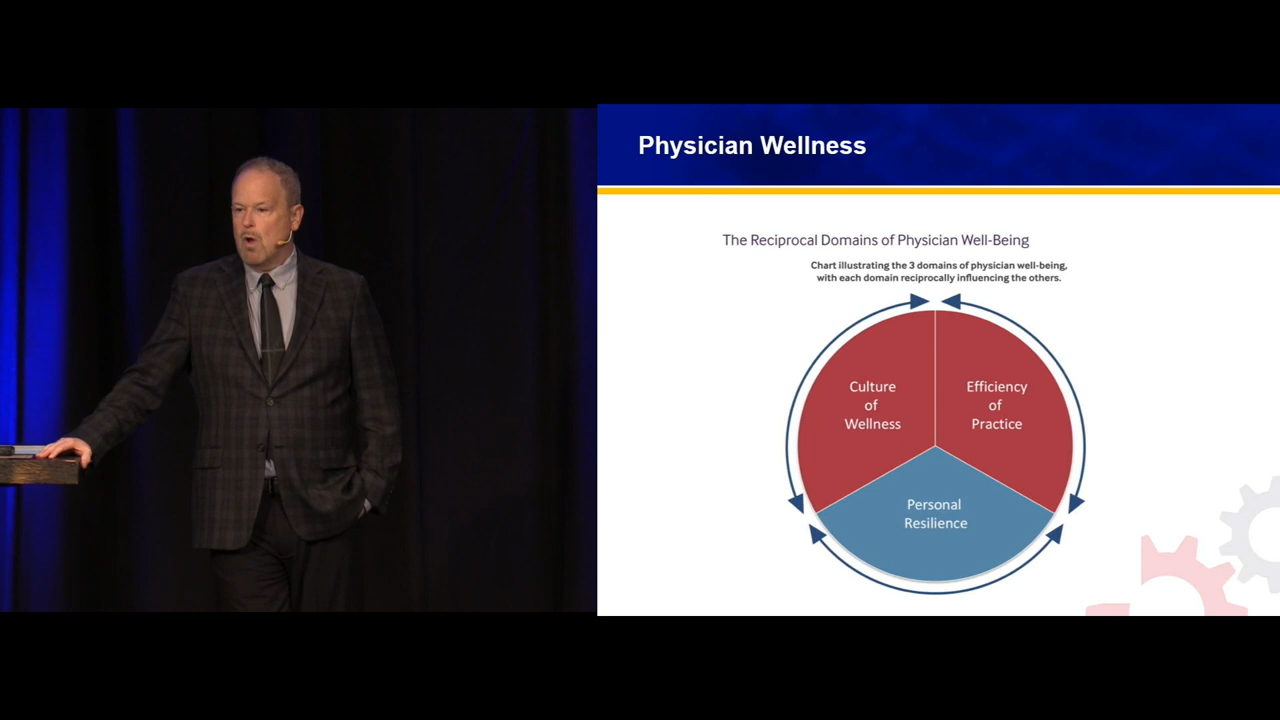 Physician Wellness
The Reciprocal Domains of Physician Well-Being
Chart illustrating the 3 domains of physician well-being,
with each domain reciprocally influencing the others.
Culture
of
Wellness
Efficiency
of
Practice
Personal
Resilience